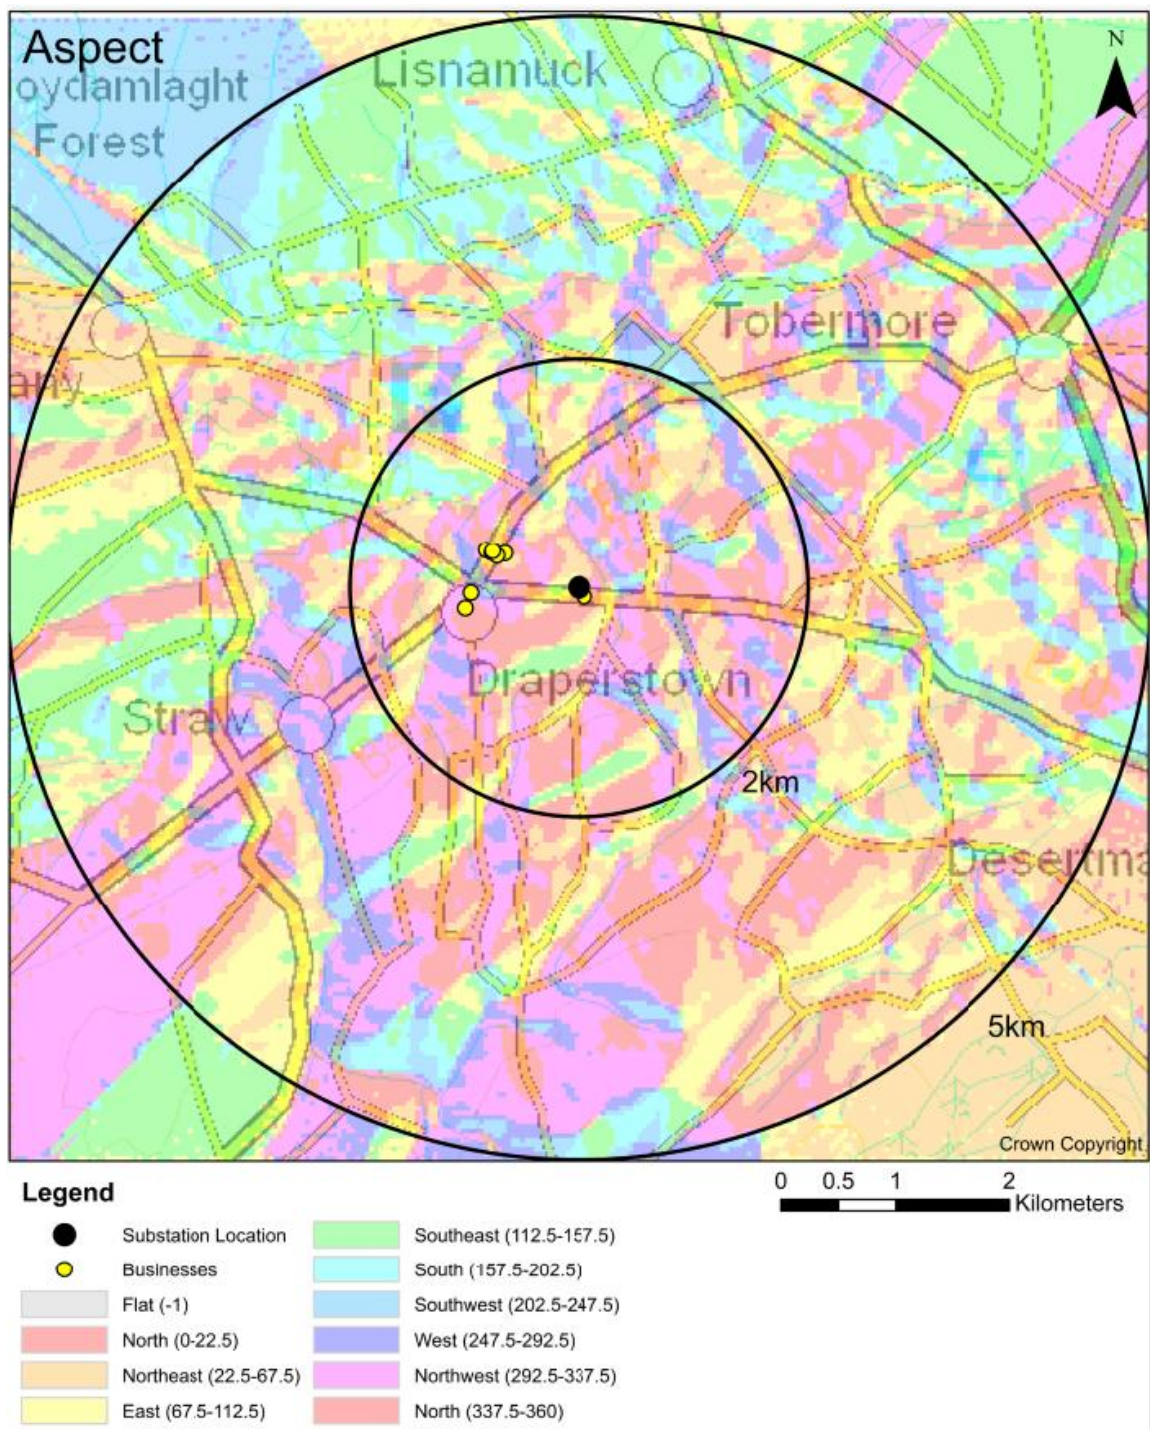 Aspect
N
Lisnamuck
oydamlaght
Forest
Tobermore
any
Draperstown
Straw
2km
Desertma
5km
Crown Copyright
Legend
0 0.5 1 2
Kilometers
Substation Location
Southeast (112.5-157.5)
Businesses
South (157.5-202.5)
Flat (-1)
Southwest (202.5-247.5)
North (0-22.5)
West (247.5-292.5)
Northeast (22.5-67.5)
Northwest (292.5-337.5)
East (67.5-112.5)
North (337.5-360)